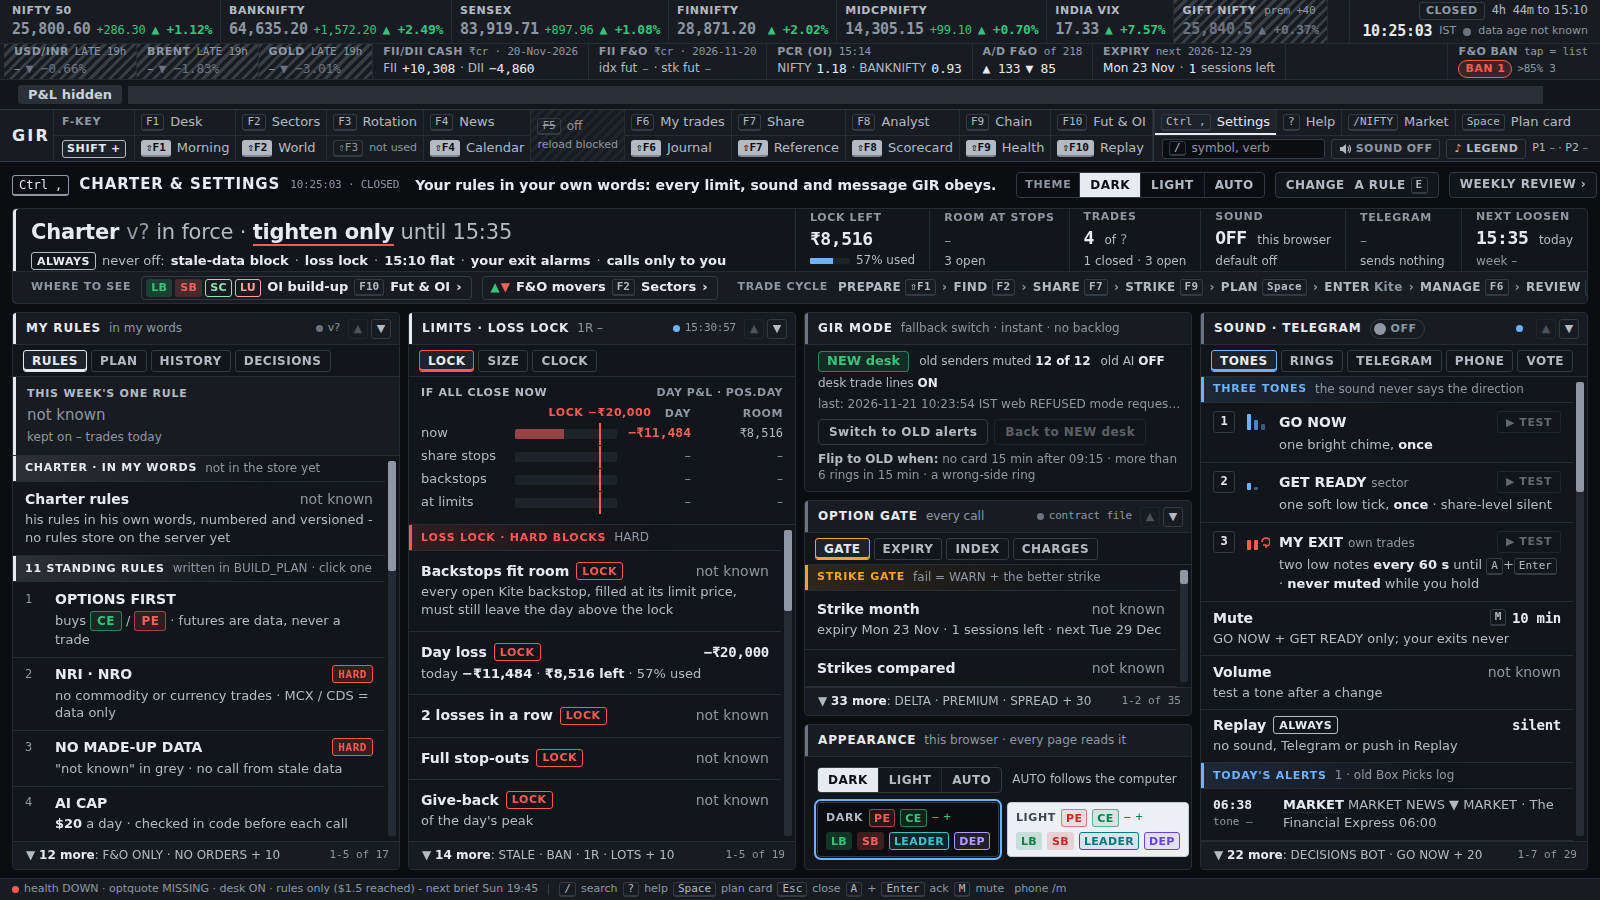 NIFTY 50 BANKNIFTY SENSEX FINNIFTY MIDCPNIFTY INDIA VIX GIFT NIFTY prem +40 CLOSED 4h 44m to 15:10
25,800.60 +286.30 ▲ +1.12% 64,635.20 +1,572.20 ▲ +2.49% 83,919.71 +897.96 ▲ +1.08% 28,871.20 ▲ +2.02% 14,305.15 +99.10 ▲ +0.70% 17.33 ▲ +7.57% 25,840.5 ▲ +0.37% 10:25:03 IST data age not known
USD/INR LATE 19h BRENT LATE 19h GOLD LATE 19h FII/DII CASH ₹cr · 20-Nov-2026 FII F&O ₹cr · 2026-11-20 PCR (OI) 15:14 A/D F&O of 218 EXPIRY next 2026-12-29 F&O BAN tap = list
– ▼ −0.66% – ▼ −1.83% – ▼ −3.01% FII +10,308 · DII −4,860 idx fut – · stk fut – NIFTY 1.18 · BANKNIFTY 0.93 ▲ 133 ▼ 85 Mon 23 Nov · 1 sessions left BAN 1 >85% 3
P&L hidden
GIR F-KEY F1 Desk F2 Sectors F3 Rotation F4 News F5 off F6 My trades F7 Share F8 Analyst F9 Chain F10 Fut & OI Ctrl , Settings ? Help /NIFTY Market Space Plan card
SHIFT + ⇧F1 Morning ⇧F2 World ⇧F3 not used ⇧F4 Calendar reload blocked ⇧F6 Journal ⇧F7 Reference ⇧F8 Scorecard ⇧F9 Health ⇧F10 Replay / symbol, verb SOUND OFF ♪ LEGEND P1 – · P2 –
Ctrl , CHARTER & SETTINGS 10:25:03 · CLOSED Your rules in your own words: every limit, sound and message GIR obeys. THEME DARK LIGHT AUTO CHANGE A RULE E WEEKLY REVIEW ›
Charter v? in force · tighten only until 15:35
ALWAYS never off: stale-data block · loss lock · 15:10 flat · your exit alarms · calls only to you
LOCK LEFT ROOM AT STOPS TRADES SOUND TELEGRAM NEXT LOOSEN
₹8,516 – 4 of ? OFF this browser – 15:35 today
57% used 3 open 1 closed · 3 open default off sends nothing week –
WHERE TO SEE LB SB SC LU OI build-up F10 Fut & OI › ▲▼ F&O movers F2 Sectors › TRADE CYCLE PREPARE ⇧F1 › FIND F2 › SHARE F7 › STRIKE F9 › PLAN Space › ENTER Kite › MANAGE F6 › REVIEW
MY RULES in my words v? ▲ ▼
RULES PLAN HISTORY DECISIONS
THIS WEEK'S ONE RULE
not known
kept on – trades today
CHARTER · IN MY WORDS not in the store yet
Charter rules not known
his rules in his own words, numbered and versioned -
no rules store on the server yet
11 STANDING RULES written in BUILD_PLAN · click one
1 OPTIONS FIRST
buys CE / PE · futures are data, never a
trade
2 NRI · NRO HARD
no commodity or currency trades · MCX / CDS =
data only
3 NO MADE-UP DATA HARD
"not known" in grey · no call from stale data
4 AI CAP
$20 a day · checked in code before each call
▼ 12 more: F&O ONLY · NO ORDERS + 10 1-5 of 17
LIMITS · LOSS LOCK 1R – 15:30:57 ▲ ▼
LOCK SIZE CLOCK
IF ALL CLOSE NOW DAY P&L · POS.DAY
LOCK −₹20,000 DAY ROOM
now −₹11,484 ₹8,516
share stops – –
backstops – –
at limits – –
LOSS LOCK · HARD BLOCKS HARD
Backstops fit room LOCK not known
every open Kite backstop, filled at its limit price,
must still leave the day above the lock
Day loss LOCK −₹20,000
today −₹11,484 · ₹8,516 left · 57% used
2 losses in a row LOCK not known
Full stop-outs LOCK not known
Give-back LOCK not known
of the day's peak
▼ 14 more: STALE · BAN · 1R · LOTS + 10 1-5 of 19
GIR MODE fallback switch · instant · no backlog
NEW desk old senders muted 12 of 12 old AI OFF
desk trade lines ON
last: 2026-11-21 10:23:54 IST web REFUSED mode reques…
Switch to OLD alerts Back to NEW desk
Flip to OLD when: no card 15 min after 09:15 · more than
6 rings in 15 min · a wrong-side ring
OPTION GATE every call contract file ▲ ▼
GATE EXPIRY INDEX CHARGES
STRIKE GATE fail = WARN + the better strike
Strike month not known
expiry Mon 23 Nov · 1 sessions left · next Tue 29 Dec
Strikes compared not known
▼ 33 more: DELTA · PREMIUM · SPREAD + 30 1-2 of 35
APPEARANCE this browser · every page reads it
DARK LIGHT AUTO AUTO follows the computer
DARK PE CE – + LIGHT PE CE – +
LB SB LEADER DEP LB SB LEADER DEP
SOUND · TELEGRAM OFF ▲ ▼
TONES RINGS TELEGRAM PHONE VOTE
THREE TONES the sound never says the direction
1 GO NOW ▶ TEST
one bright chime, once
2 GET READY sector ▶ TEST
one soft low tick, once · share-level silent
3 MY EXIT own trades ▶ TEST
two low notes every 60 s until A+Enter
· never muted while you hold
Mute M 10 min
GO NOW + GET READY only; your exits never
Volume not known
test a tone after a change
Replay ALWAYS silent
no sound, Telegram or push in Replay
TODAY'S ALERTS 1 · old Box Picks log
06:38 MARKET MARKET NEWS ▼ MARKET · The
tone – Financial Express 06:00
▼ 22 more: DECISIONS BOT · GO NOW + 20 1-7 of 29
health DOWN · optquote MISSING · desk ON · rules only ($1.5 reached) - next brief Sun 19:45 / search ? help Space plan card Esc close A + Enter ack M mute phone /m